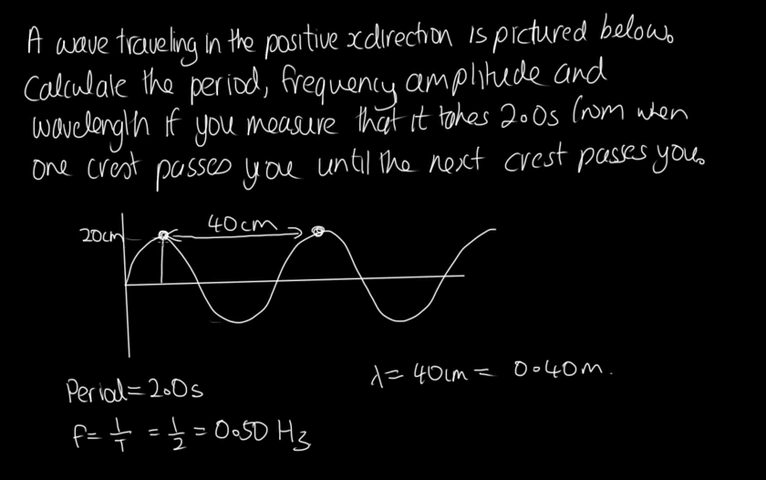 A wave traveling in the positive x direction is pictured below.
Calculate the period, frequency amplitude and
wavelength if you measure that it takes 2.0s from when
one crest passes you until the next crest passes you.
40cm
20cm
Period = 2.0s
λ = 40cm = 0.40m.
f = 1/T = 1/2 = 0.50 Hz